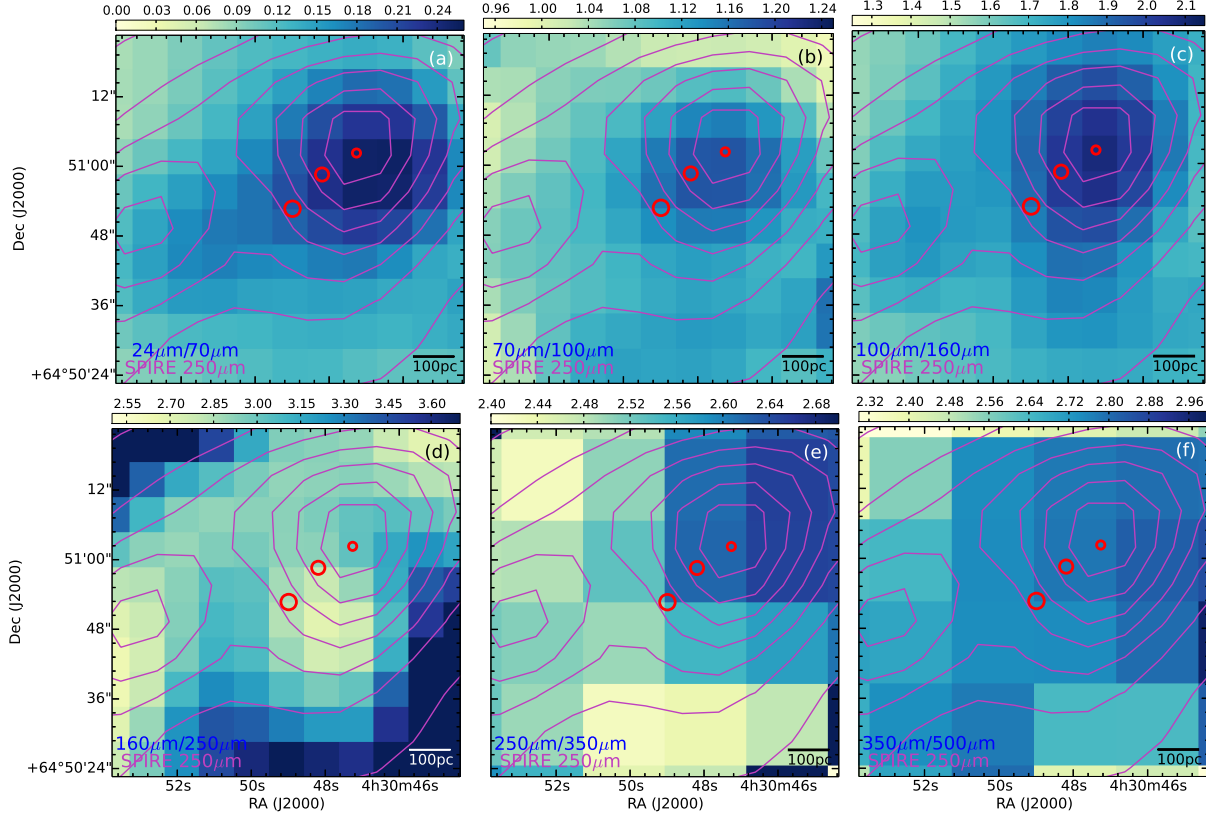 0.00 0.03 0.06 0.09 0.12 0.15 0.18 0.21 0.24
0.96 1.00 1.04 1.08 1.12 1.16 1.20 1.24
1.3 1.4 1.5 1.6 1.7 1.8 1.9 2.0 2.1
(a)
(b)
(c)
12"
51'00"
48"
36"
+64°50'24"
Dec (J2000)
24μm/70μm
SPIRE 250μm
100pc
70μm/100μm
SPIRE 250μm
100pc
100μm/160μm
SPIRE 250μm
100pc
2.55 2.70 2.85 3.00 3.15 3.30 3.45 3.60
2.40 2.44 2.48 2.52 2.56 2.60 2.64 2.68
2.32 2.40 2.48 2.56 2.64 2.72 2.80 2.88 2.96
(d)
(e)
(f)
12"
51'00"
48"
36"
+64°50'24"
Dec (J2000)
160μm/250μm
SPIRE 250μm
100pc
250μm/350μm
SPIRE 250μm
100pc
350μm/500μm
SPIRE 250μm
100pc
52s 50s 48s 4h30m46s
52s 50s 48s 4h30m46s
52s 50s 48s 4h30m46s
RA (J2000)
RA (J2000)
RA (J2000)